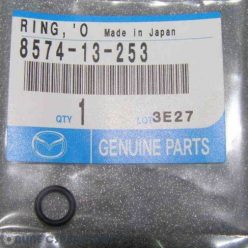 RING,'O Made in Japan
8574-13-253
QTY 1 LOT 3E27
GENUINE PARTS